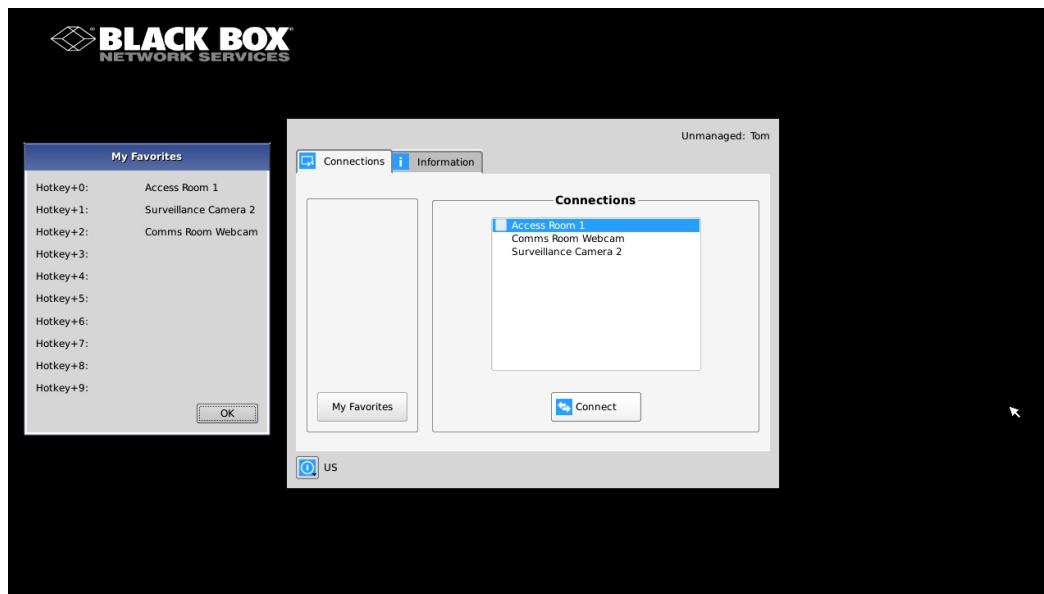 BLACK BOX
NETWORK SERVICES
My Favorites
Hotkey+0: Access Room 1
Hotkey+1: Surveillance Camera 2
Hotkey+2: Comms Room Webcam
Hotkey+3:
Hotkey+4:
Hotkey+5:
Hotkey+6:
Hotkey+7:
Hotkey+8:
Hotkey+9:
OK
Unmanaged: Tom
Connections
Information
Connections
Access Room 1
Comms Room Webcam
Surveillance Camera 2
My Favorites
Connect
US